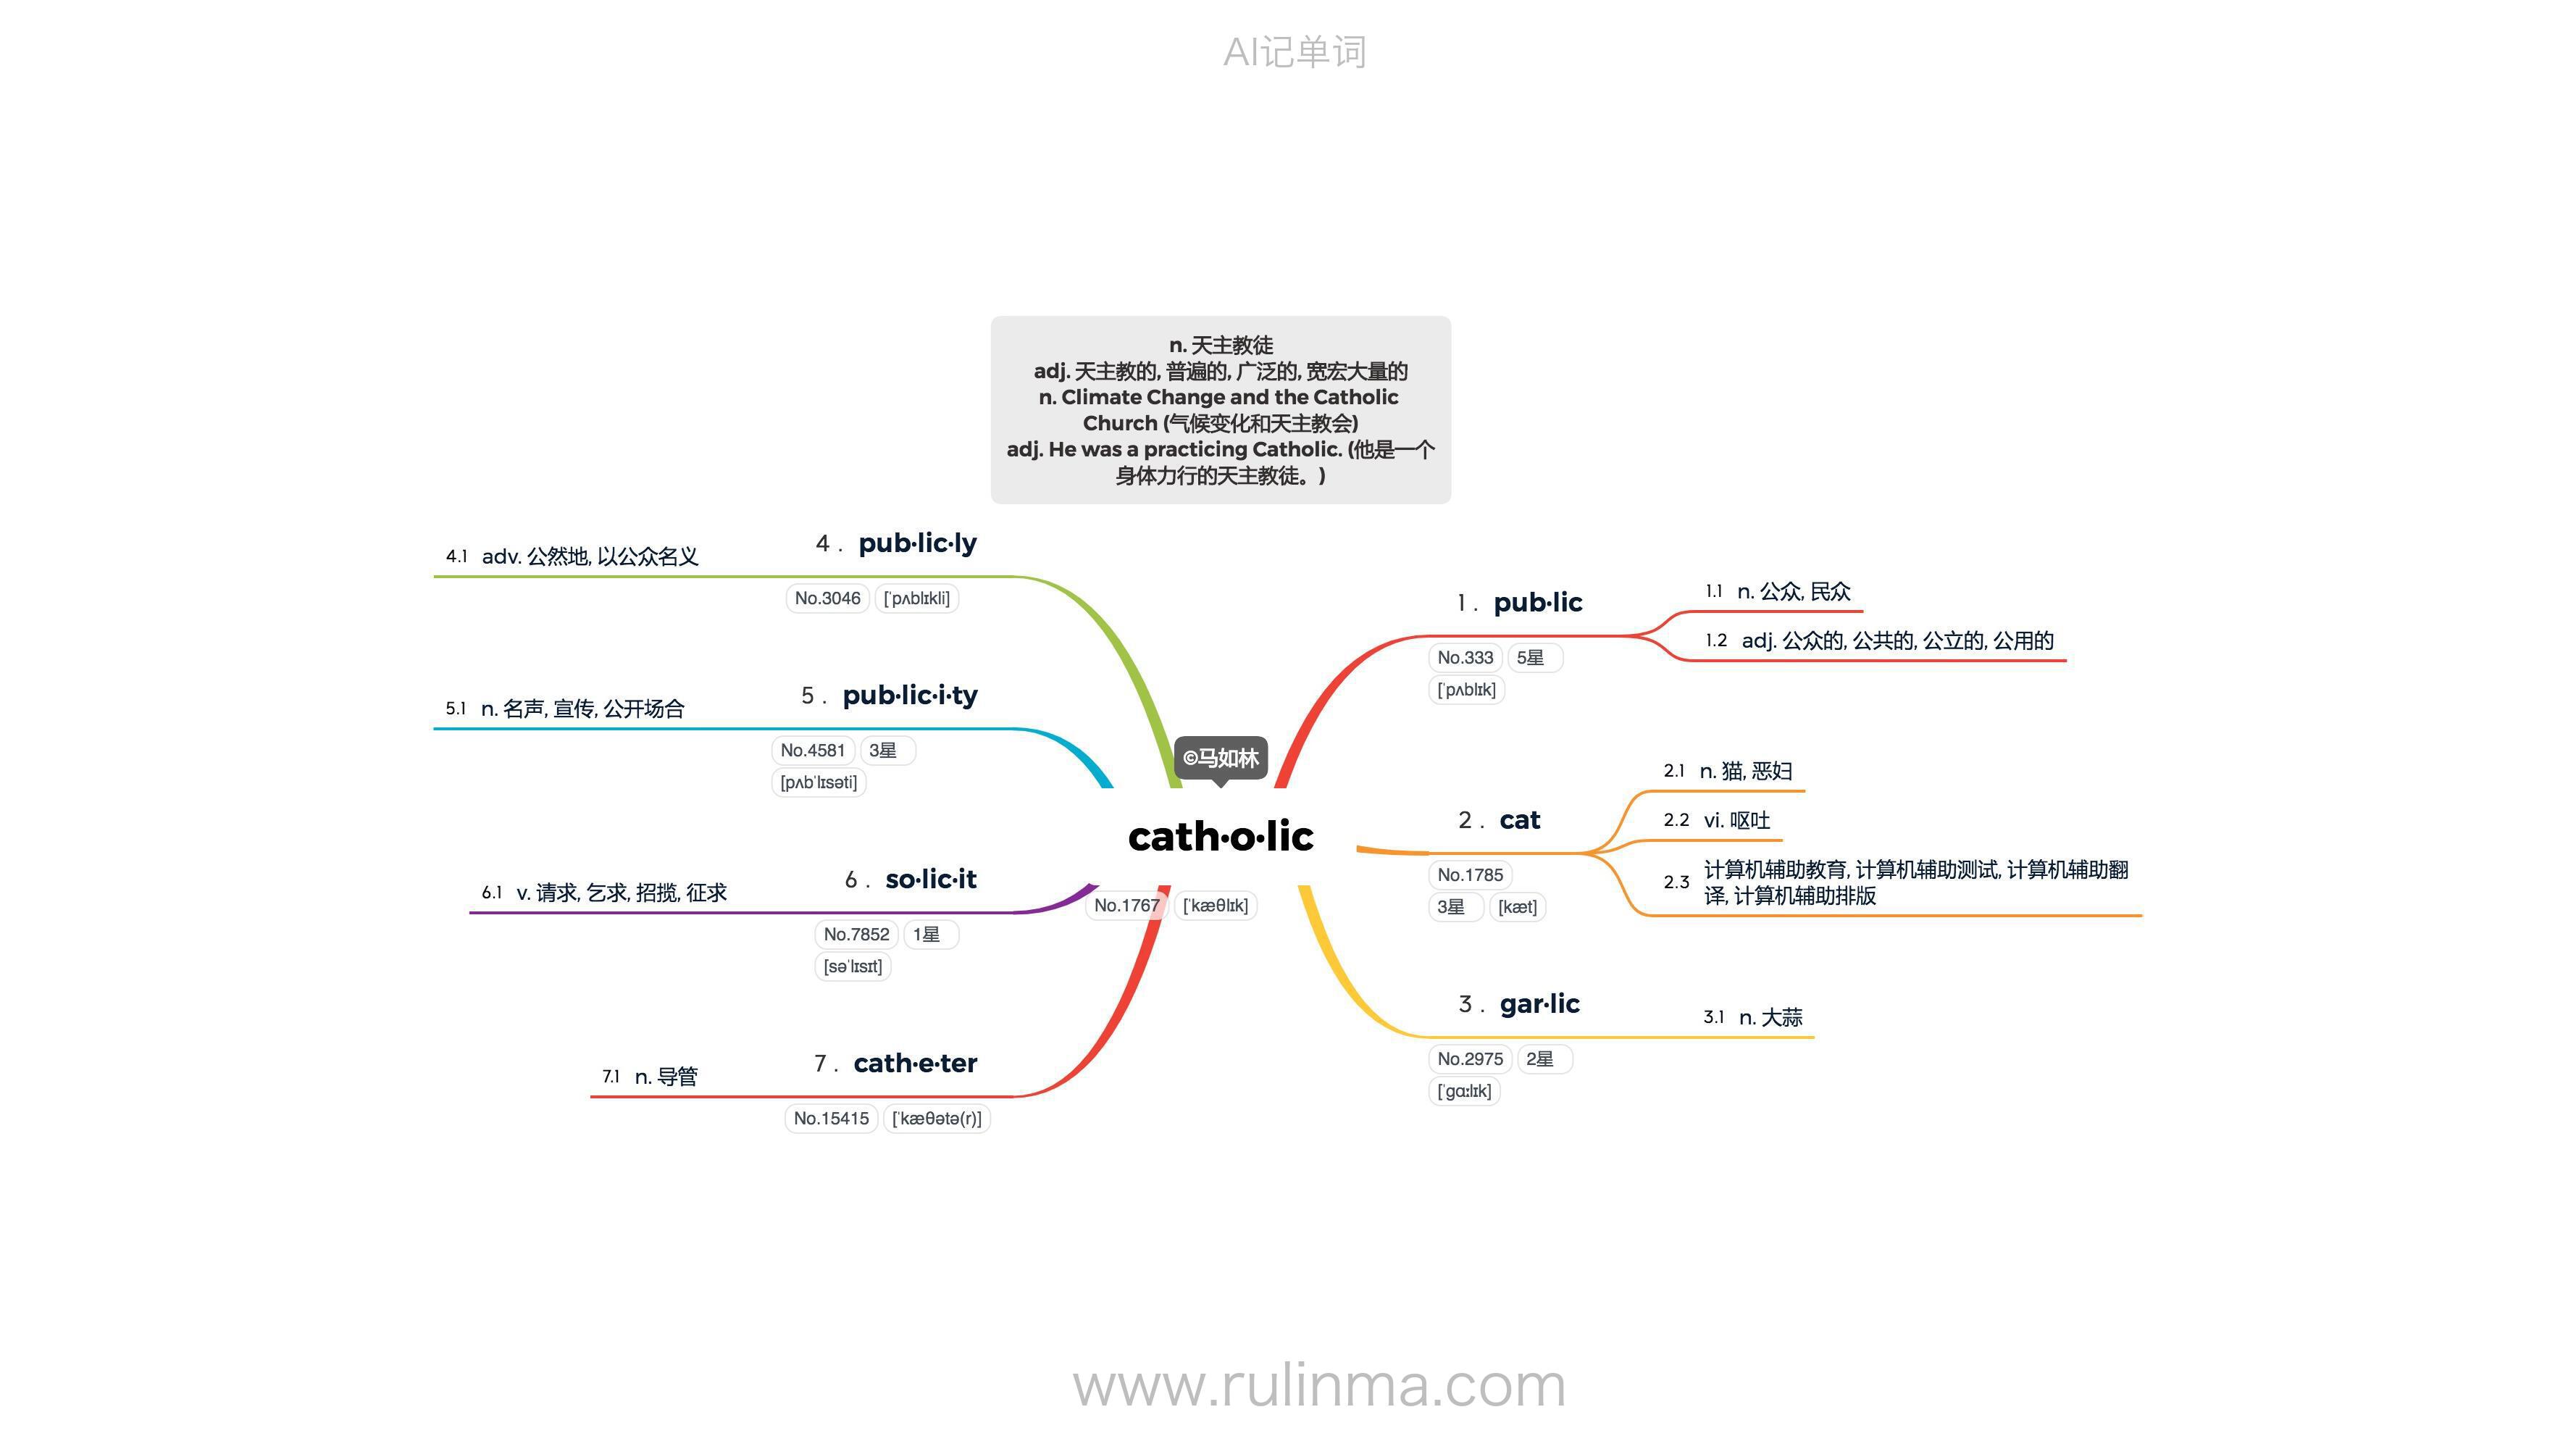 AI记单词
n. 天主教徒
adj. 天主教的, 普遍的, 广泛的, 宽宏大量的
n. Climate Change and the Catholic
Church (气候变化和天主教会)
adj. He was a practicing Catholic. (他是一个
身体力行的天主教徒。)
©马如林
cath·o·lic
No.1767 [ˈkæθlɪk]
1 . pub·lic
No.333 5星
[ˈpʌblɪk]
1.1 n. 公众, 民众
1.2 adj. 公众的, 公共的, 公立的, 公用的
2 . cat
No.1785
3星 [kæt]
2.1 n. 猫, 恶妇
2.2 vi. 呕吐
2.3 计算机辅助教育, 计算机辅助测试, 计算机辅助翻
译, 计算机辅助排版
3 . gar·lic
No.2975 2星
[ˈɡɑːlɪk]
3.1 n. 大蒜
4 . pub·lic·ly
No.3046 [ˈpʌblɪkli]
4.1 adv. 公然地, 以公众名义
5 . pub·lic·i·ty
No.4581 3星
[pʌbˈlɪsəti]
5.1 n. 名声, 宣传, 公开场合
6 . so·lic·it
No.7852 1星
[səˈlɪsɪt]
6.1 v. 请求, 乞求, 招揽, 征求
7 . cath·e·ter
No.15415 [ˈkæθətə(r)]
7.1 n. 导管
www.rulinma.com